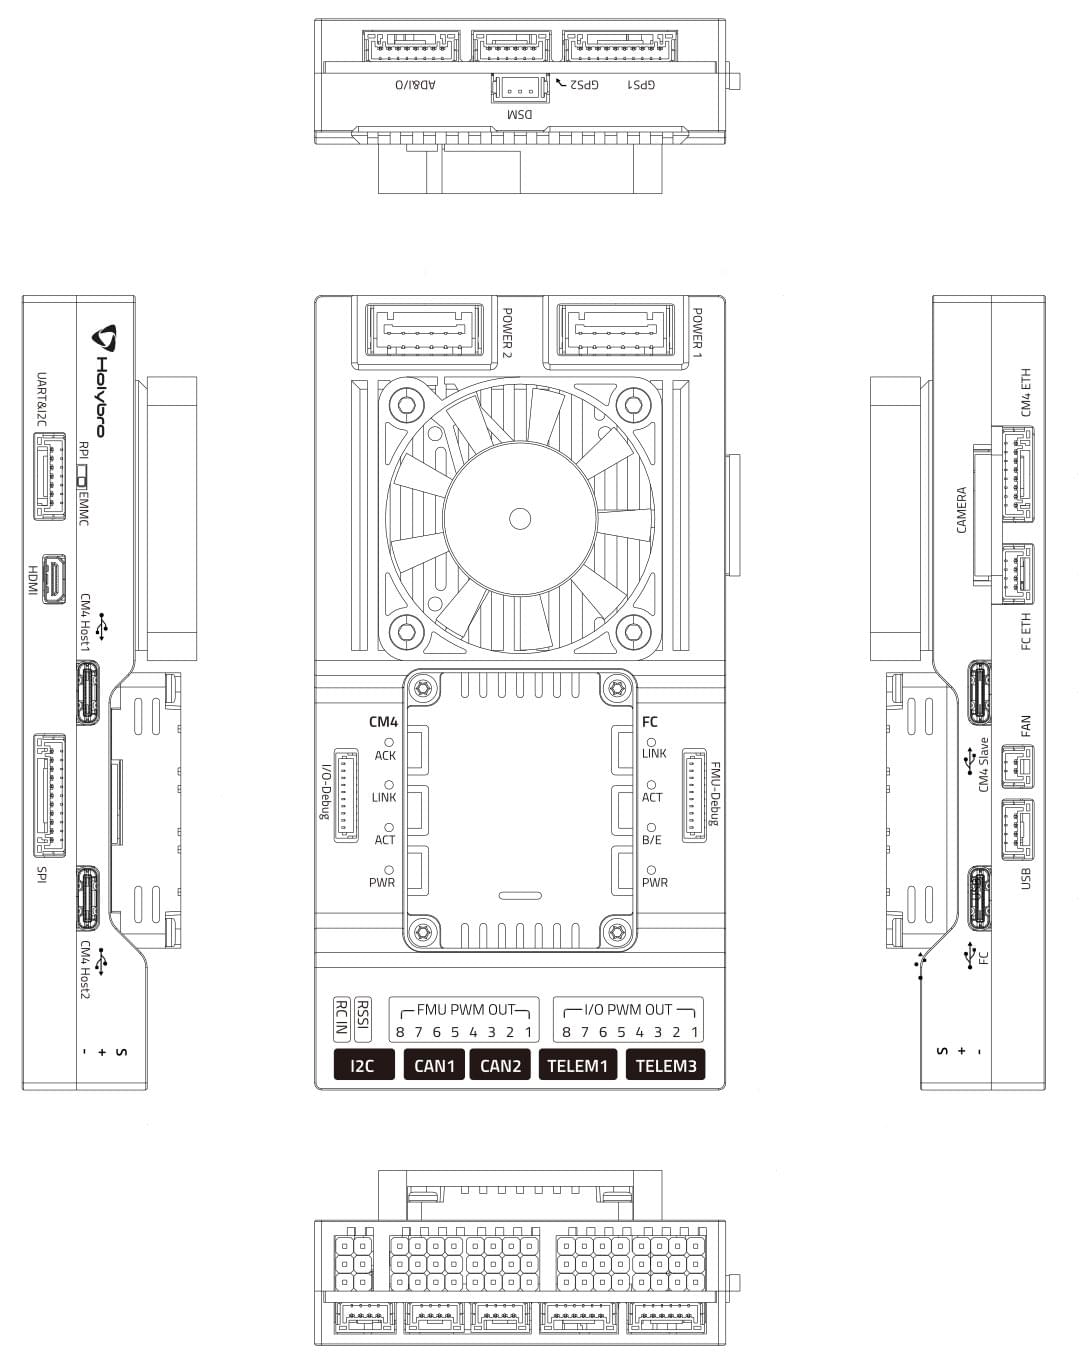 AD&I/O
GPS2
GPS1
DSM
Holybro
UART&I2C
RPI
EMMC
HDMI
CM4 Host1
SPI
CM4 Host2
- + S
POWER 2
POWER 1
CM4
ACK
LINK
ACT
PWR
I/O-Debug
FC
LINK
ACT
B/E
PWR
FMU-Debug
RC IN
RSSI
FMU PWM OUT
8 7 6 5 4 3 2 1
I/O PWM OUT
8 7 6 5 4 3 2 1
I2C
CAN1
CAN2
TELEM1
TELEM3
CM4 ETH
CAMERA
FC ETH
FAN
CM4 Slave
USB
FC
S + -